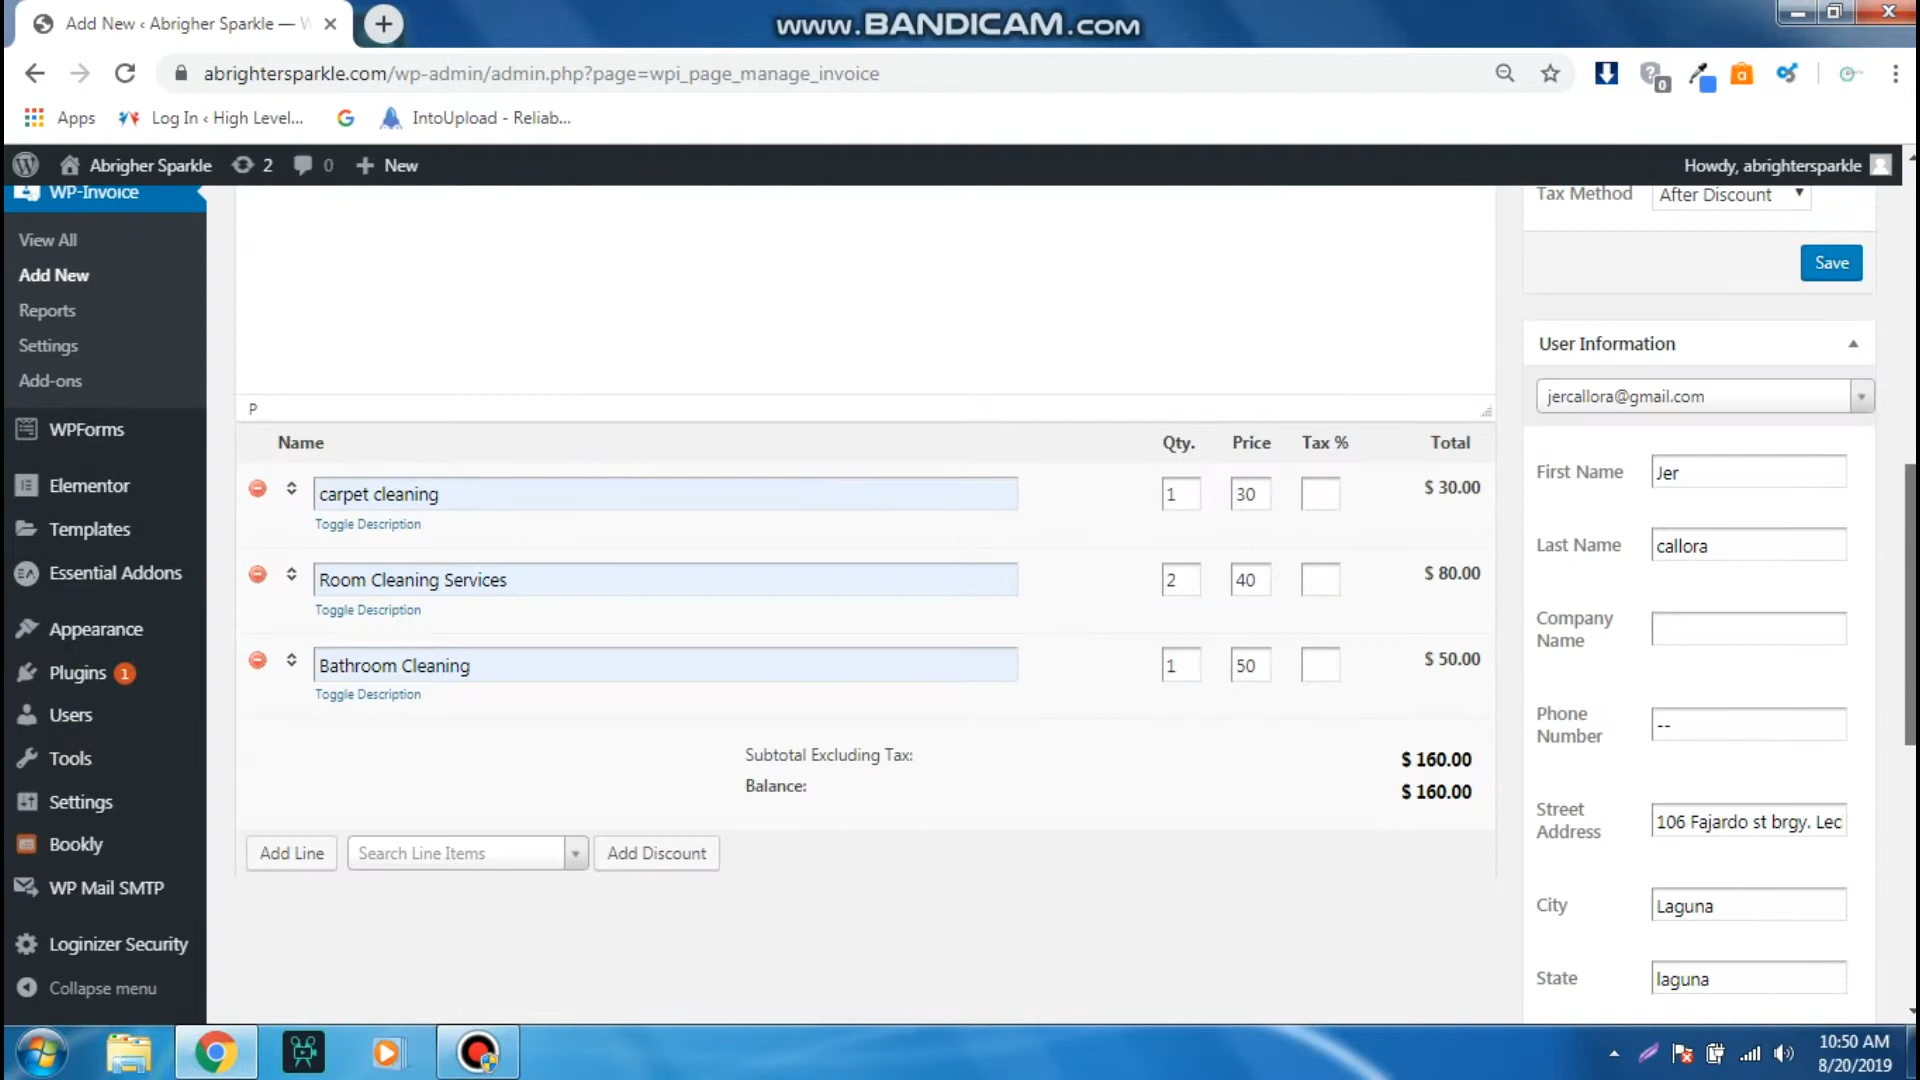 Add New ‹ Abrigher Sparkle — W
www.BANDICAM.com
abrightersparkle.com/wp-admin/admin.php?page=wpi_page_manage_invoice
0
Apps
Log In ‹ High Level...
IntoUpload - Reliab...
Abrigher Sparkle
2
0
New
Howdy, abrightersparkle
WP-Invoice
View All
Add New
Reports
Settings
Add-ons
WPForms
Elementor
Templates
Essential Addons
Appearance
Plugins 1
Users
Tools
Settings
Bookly
WP Mail SMTP
Loginizer Security
Collapse menu
P
Name Qty. Price Tax % Total
carpet cleaning 1 30 $ 30.00
Toggle Description
Room Cleaning Services 2 40 $ 80.00
Toggle Description
Bathroom Cleaning 1 50 $ 50.00
Toggle Description
Subtotal Excluding Tax: $ 160.00
Balance: $ 160.00
Add Line
Search Line Items
Add Discount
Tax Method After Discount
Save
User Information
jercallora@gmail.com
First Name Jer
Last Name callora
Company
Name
Phone
Number
--
Street
Address
106 Fajardo st brgy. Lec
City Laguna
State laguna
10:50 AM
8/20/2019